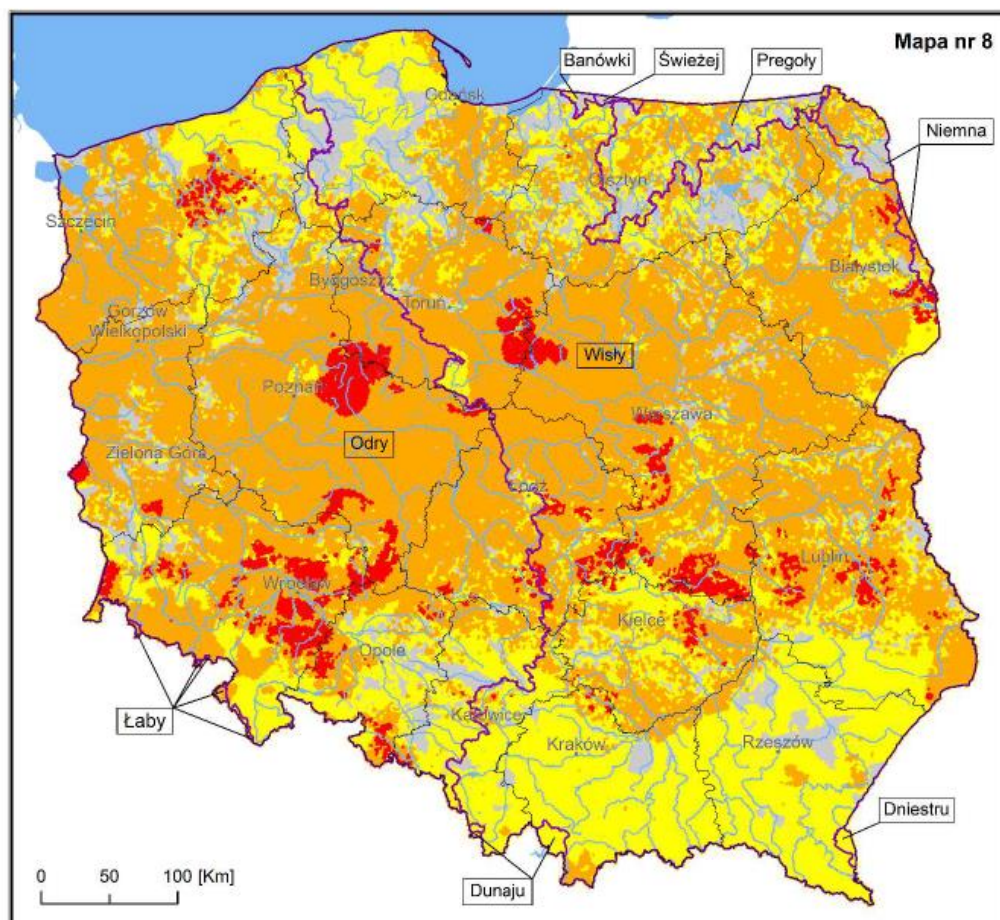 Mapa nr 8
Banówki
Świeżej
Pregoły
Niemna
Gdańsk
Olsztyn
Szczecin
Białystok
Bydgoszcz
Toruń
Gorzów
Wielkopolski
Wisły
Poznań
Warszawa
Odry
Zielona Góra
Łódź
Lublin
Wrocław
Kielce
Opole
Łaby
Katowice
Kraków
Rzeszów
Dniestru
Dunaju
0 50 100 [Km]